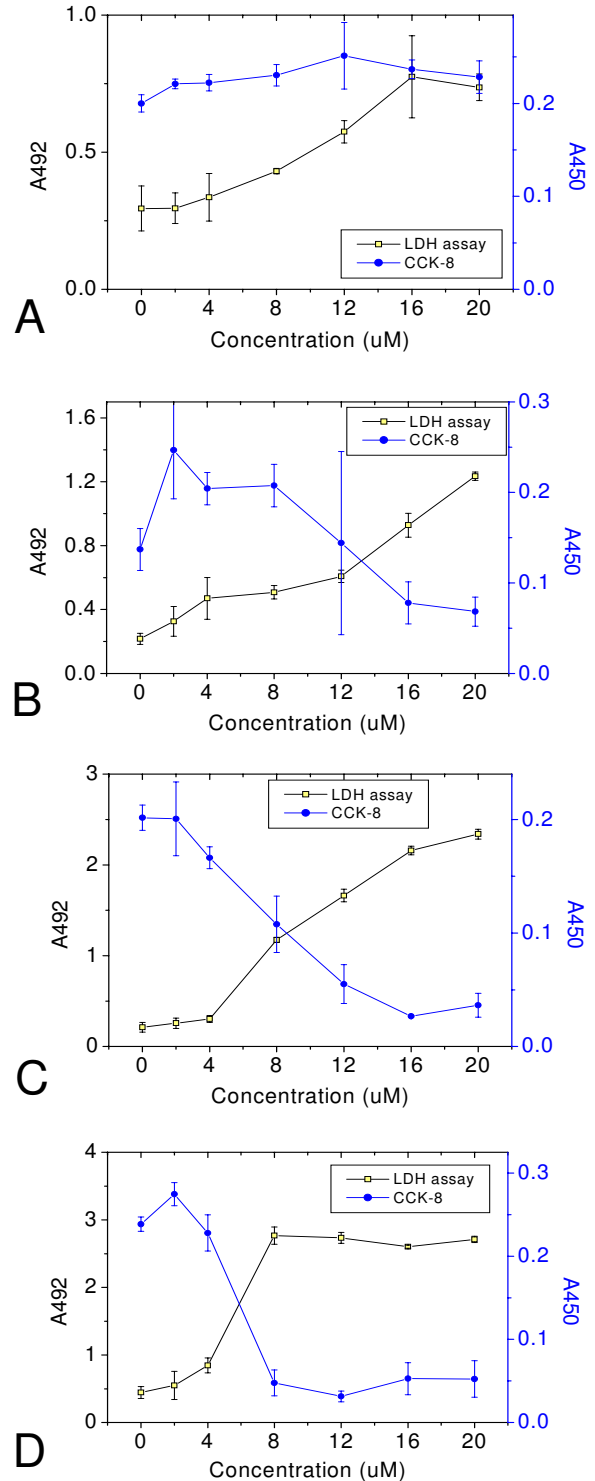 1.0
0.5
0.0
A492
0.2
0.1
0.0
A450
LDH assay
CCK-8
0 4 8 12 16 20
Concentration (uM)
A
1.6
1.2
0.8
0.4
0.0
A492
0.3
0.2
0.1
0.0
A450
LDH assay
CCK-8
0 4 8 12 16 20
Concentration (uM)
B
3
2
1
0
A492
0.2
0.1
0.0
A450
LDH assay
CCK-8
0 4 8 12 16 20
Concentration (uM)
C
4
3
2
1
0
A492
0.3
0.2
0.1
0.0
A450
LDH assay
CCK-8
0 4 8 12 16 20
Concentration (uM)
D